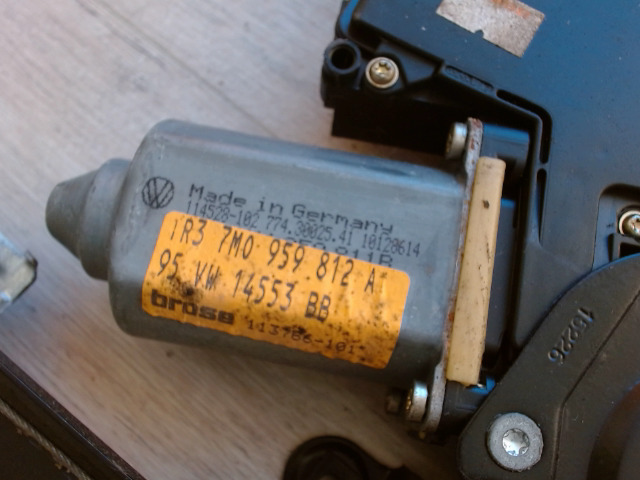 Made in Germany
114528-102 774.30025.41 10128614
1R3 7M0 959 812 A
95 VW 14553 BB
brose
113786-101
15226